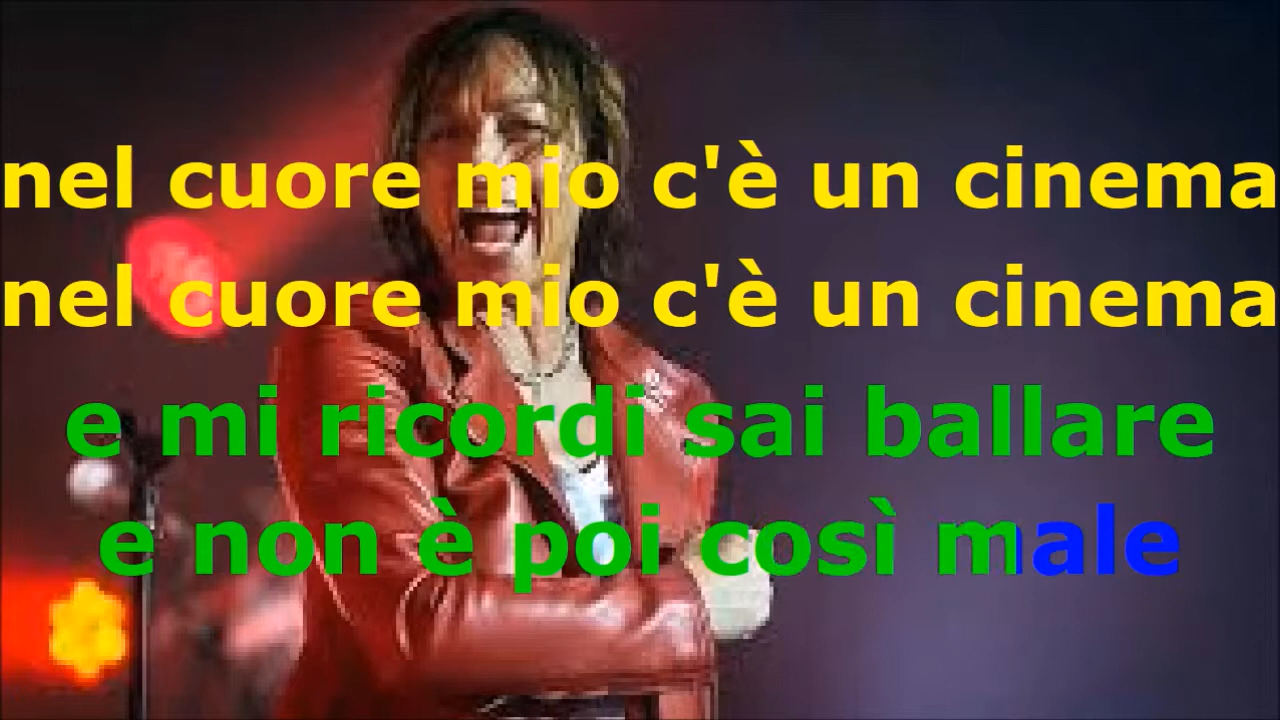 nel cuore mio c'è un cinema
nel cuore mio c'è un cinema
e mi ricordi sai ballare
e non è poi così male